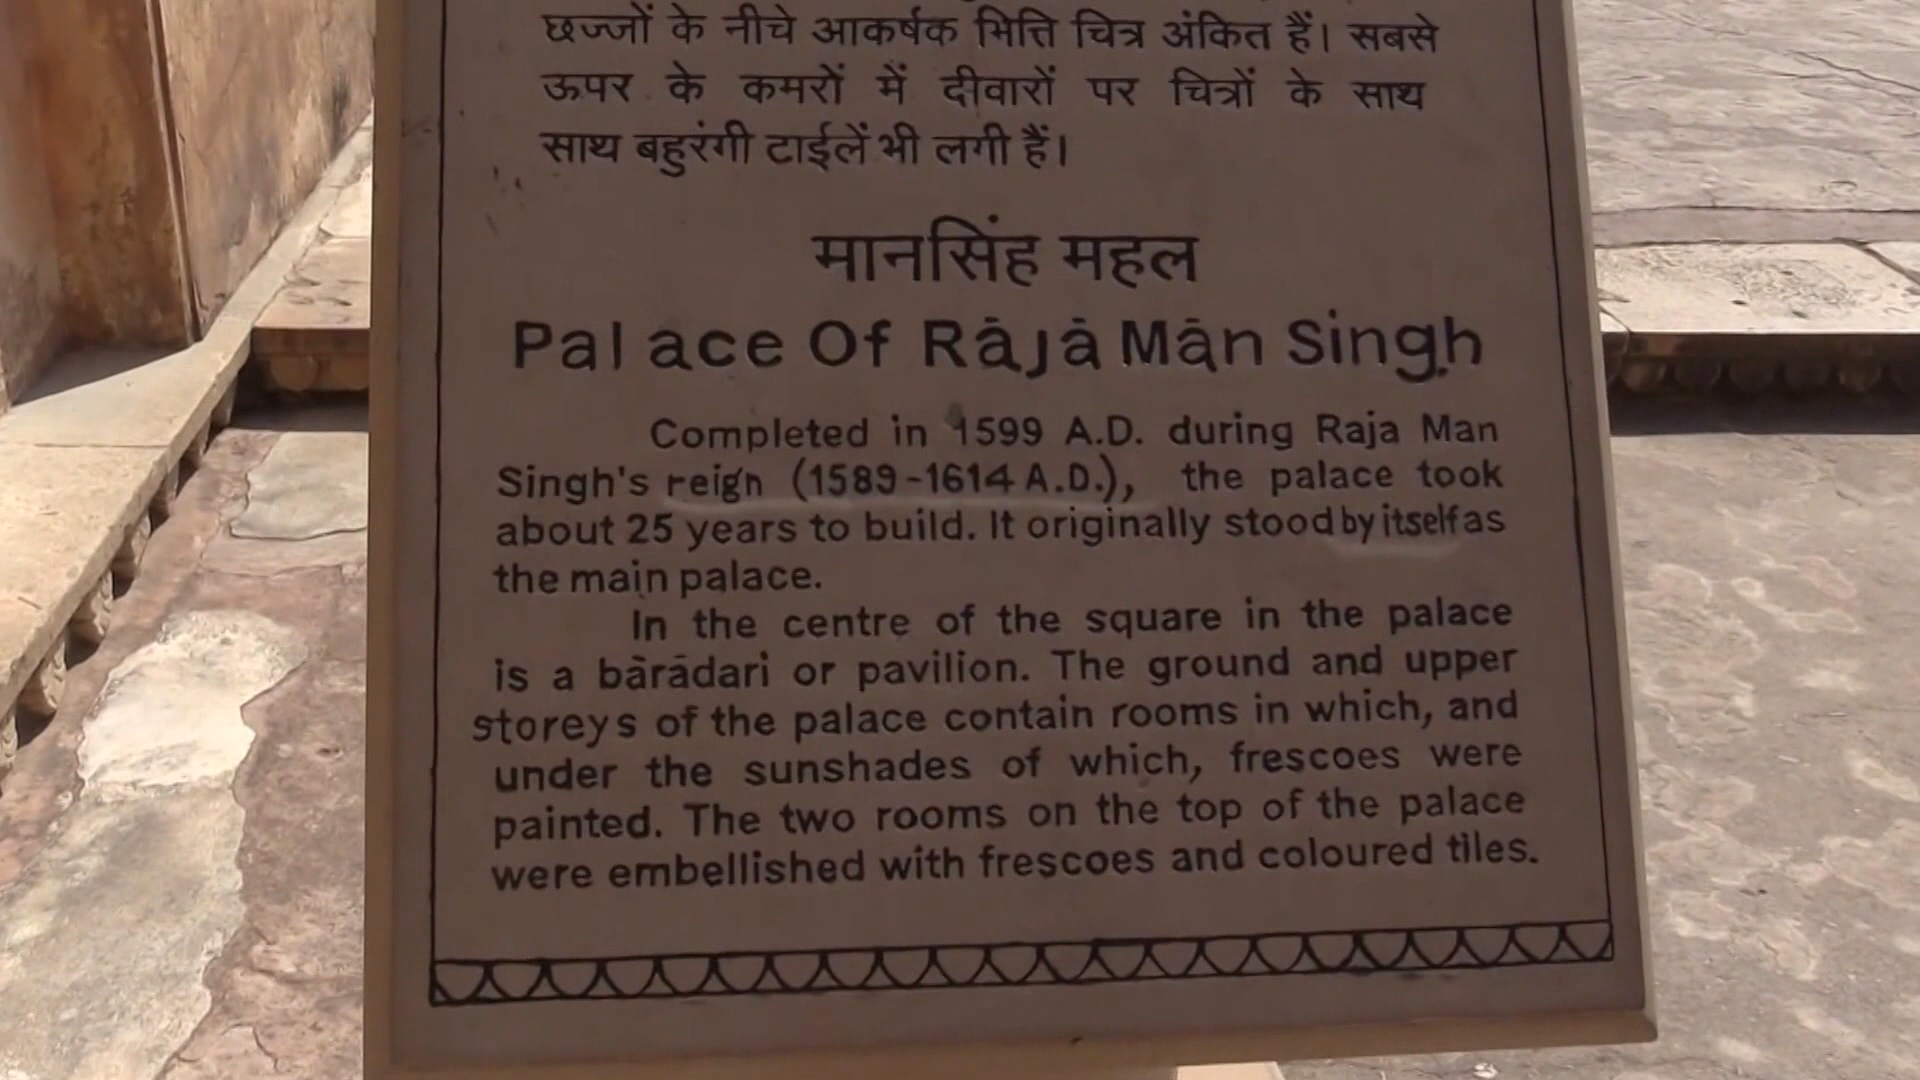 छज्जों के नीचे आकर्षक भित्ति चित्र अंकित हैं। सबसे
ऊपर के कमरों में दीवारों पर चित्रों के साथ
साथ बहुरंगी टाईलें भी लगी हैं।
मानसिंह महल
Palace Of Rājā Mān Singh
Completed in 1599 A.D. during Raja Man
Singh's reign (1589-1614 A.D.), the palace took
about 25 years to build. It originally stood by itself as
the main palace.
In the centre of the square in the palace
is a bārādari or pavilion. The ground and upper
storeys of the palace contain rooms in which, and
under the sunshades of which, frescoes were
painted. The two rooms on the top of the palace
were embellished with frescoes and coloured tiles.